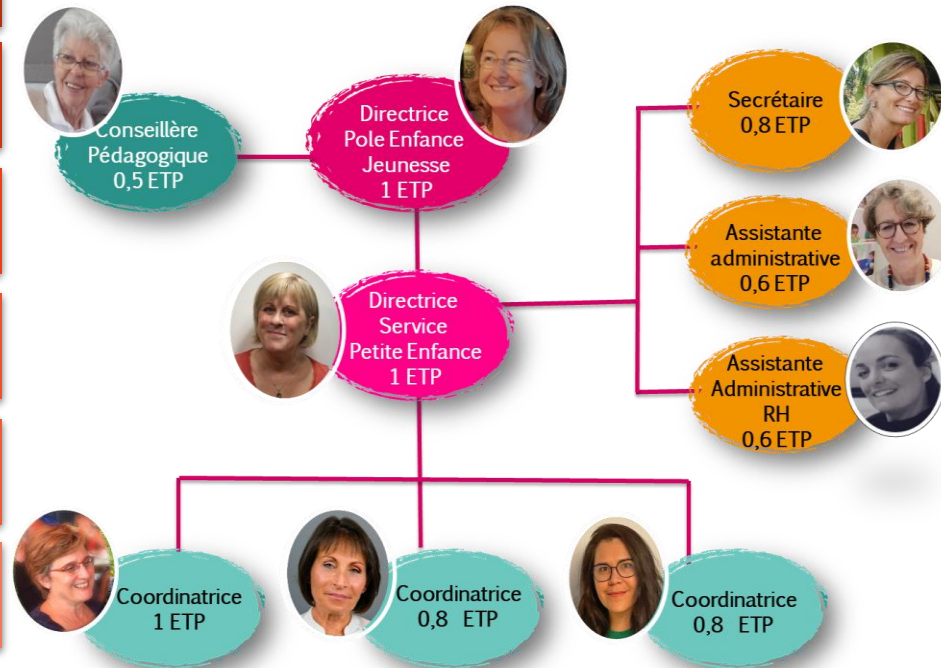 Conseillère
Pédagogique
0,5 ETP
Directrice
Pole Enfance
Jeunesse
1 ETP
Secrétaire
0,8 ETP
Assistante
administrative
0,6 ETP
Directrice
Service
Petite Enfance
1 ETP
Assistante
Administrative
RH
0,6 ETP
Coordinatrice
1 ETP
Coordinatrice
0,8 ETP
Coordinatrice
0,8 ETP